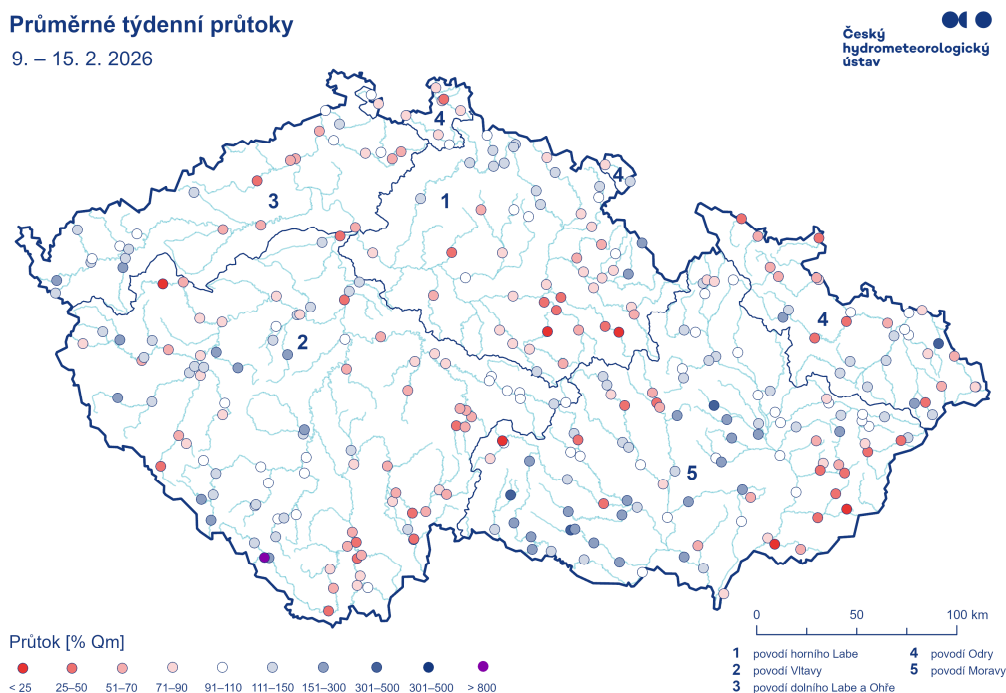 Průměrné týdenní průtoky
9. – 15. 2. 2026
Český
hydrometeorologický
ústav
4
4
3
1
2
4
5
Průtok [% Qm]
< 25
25–50
51–70
71–90
91–110
111–150
151–300
301–500
301–500
> 800
0 50 100 km
1 povodí horního Labe
2 povodí Vltavy
3 povodí dolního Labe a Ohře
4 povodí Odry
5 povodí Moravy